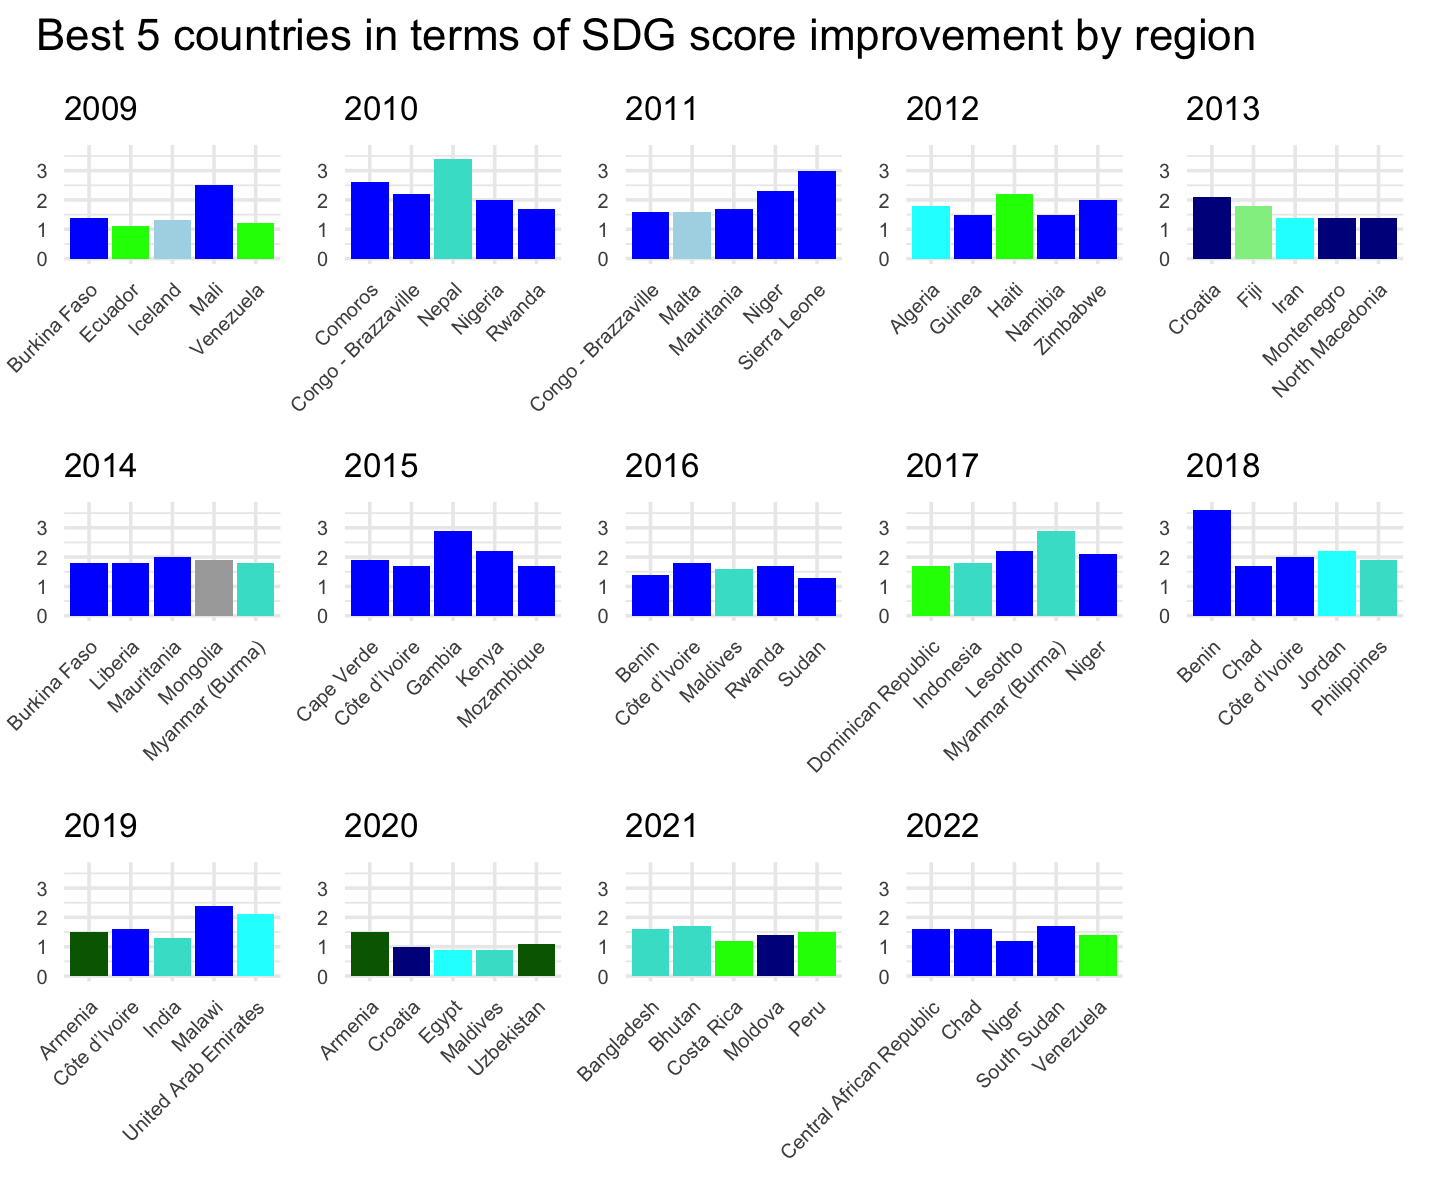 Best 5 countries in terms of SDG score improvement by region
2009
3
2
1
0
Burkina Faso
Ecuador
Iceland
Mali
Venezuela
2010
3
2
1
0
Comoros
Congo - Brazzaville
Nepal
Nigeria
Rwanda
2011
3
2
1
0
Congo - Brazzaville
Malta
Mauritania
Niger
Sierra Leone
2012
3
2
1
0
Algeria
Guinea
Haiti
Namibia
Zimbabwe
2013
3
2
1
0
Croatia
Fiji
Iran
Montenegro
North Macedonia
2014
3
2
1
0
Burkina Faso
Liberia
Mauritania
Mongolia
Myanmar (Burma)
2015
3
2
1
0
Cape Verde
Côte d’Ivoire
Gambia
Kenya
Mozambique
2016
3
2
1
0
Benin
Côte d’Ivoire
Maldives
Rwanda
Sudan
2017
3
2
1
0
Dominican Republic
Indonesia
Lesotho
Myanmar (Burma)
Niger
2018
3
2
1
0
Benin
Chad
Côte d’Ivoire
Jordan
Philippines
2019
3
2
1
0
Armenia
Côte d’Ivoire
India
Malawi
United Arab Emirates
2020
3
2
1
0
Armenia
Croatia
Egypt
Maldives
Uzbekistan
2021
3
2
1
0
Bangladesh
Bhutan
Costa Rica
Moldova
Peru
2022
3
2
1
0
Central African Republic
Chad
Niger
South Sudan
Venezuela